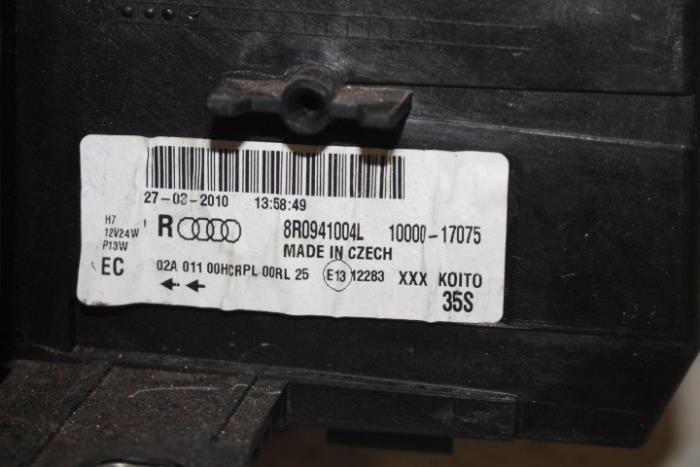 27-03-2010 13:58:49
H7
12V24W
P13W
R 8R0941004L 10000-17075
MADE IN CZECH
EC 02A 011 00HCRPL 00RL 25 E13 12283 XXX KOITO
35S